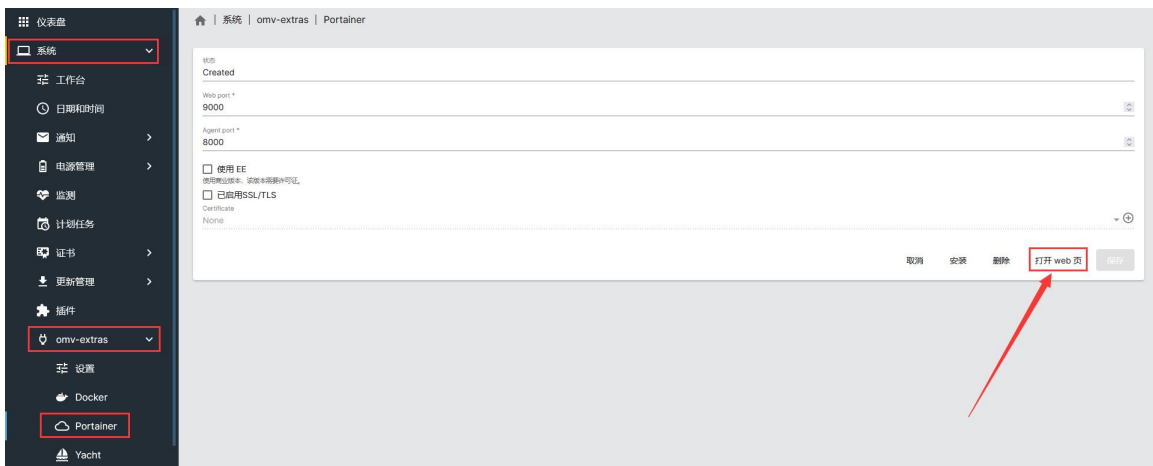 仪表盘
系统
工作台
日期和时间
通知
电源管理
监测
计划任务
证书
更新管理
插件
omv-extras
设置
Docker
Portainer
Yacht
| 系统 | omv-extras | Portainer
状态
Created
Web port *
9000
Agent port *
8000
使用 EE
使用商业版本。该版本需要许可证。
已启用SSL/TLS
Certificate
None
取消 安装 删除 打开 web 页 保存